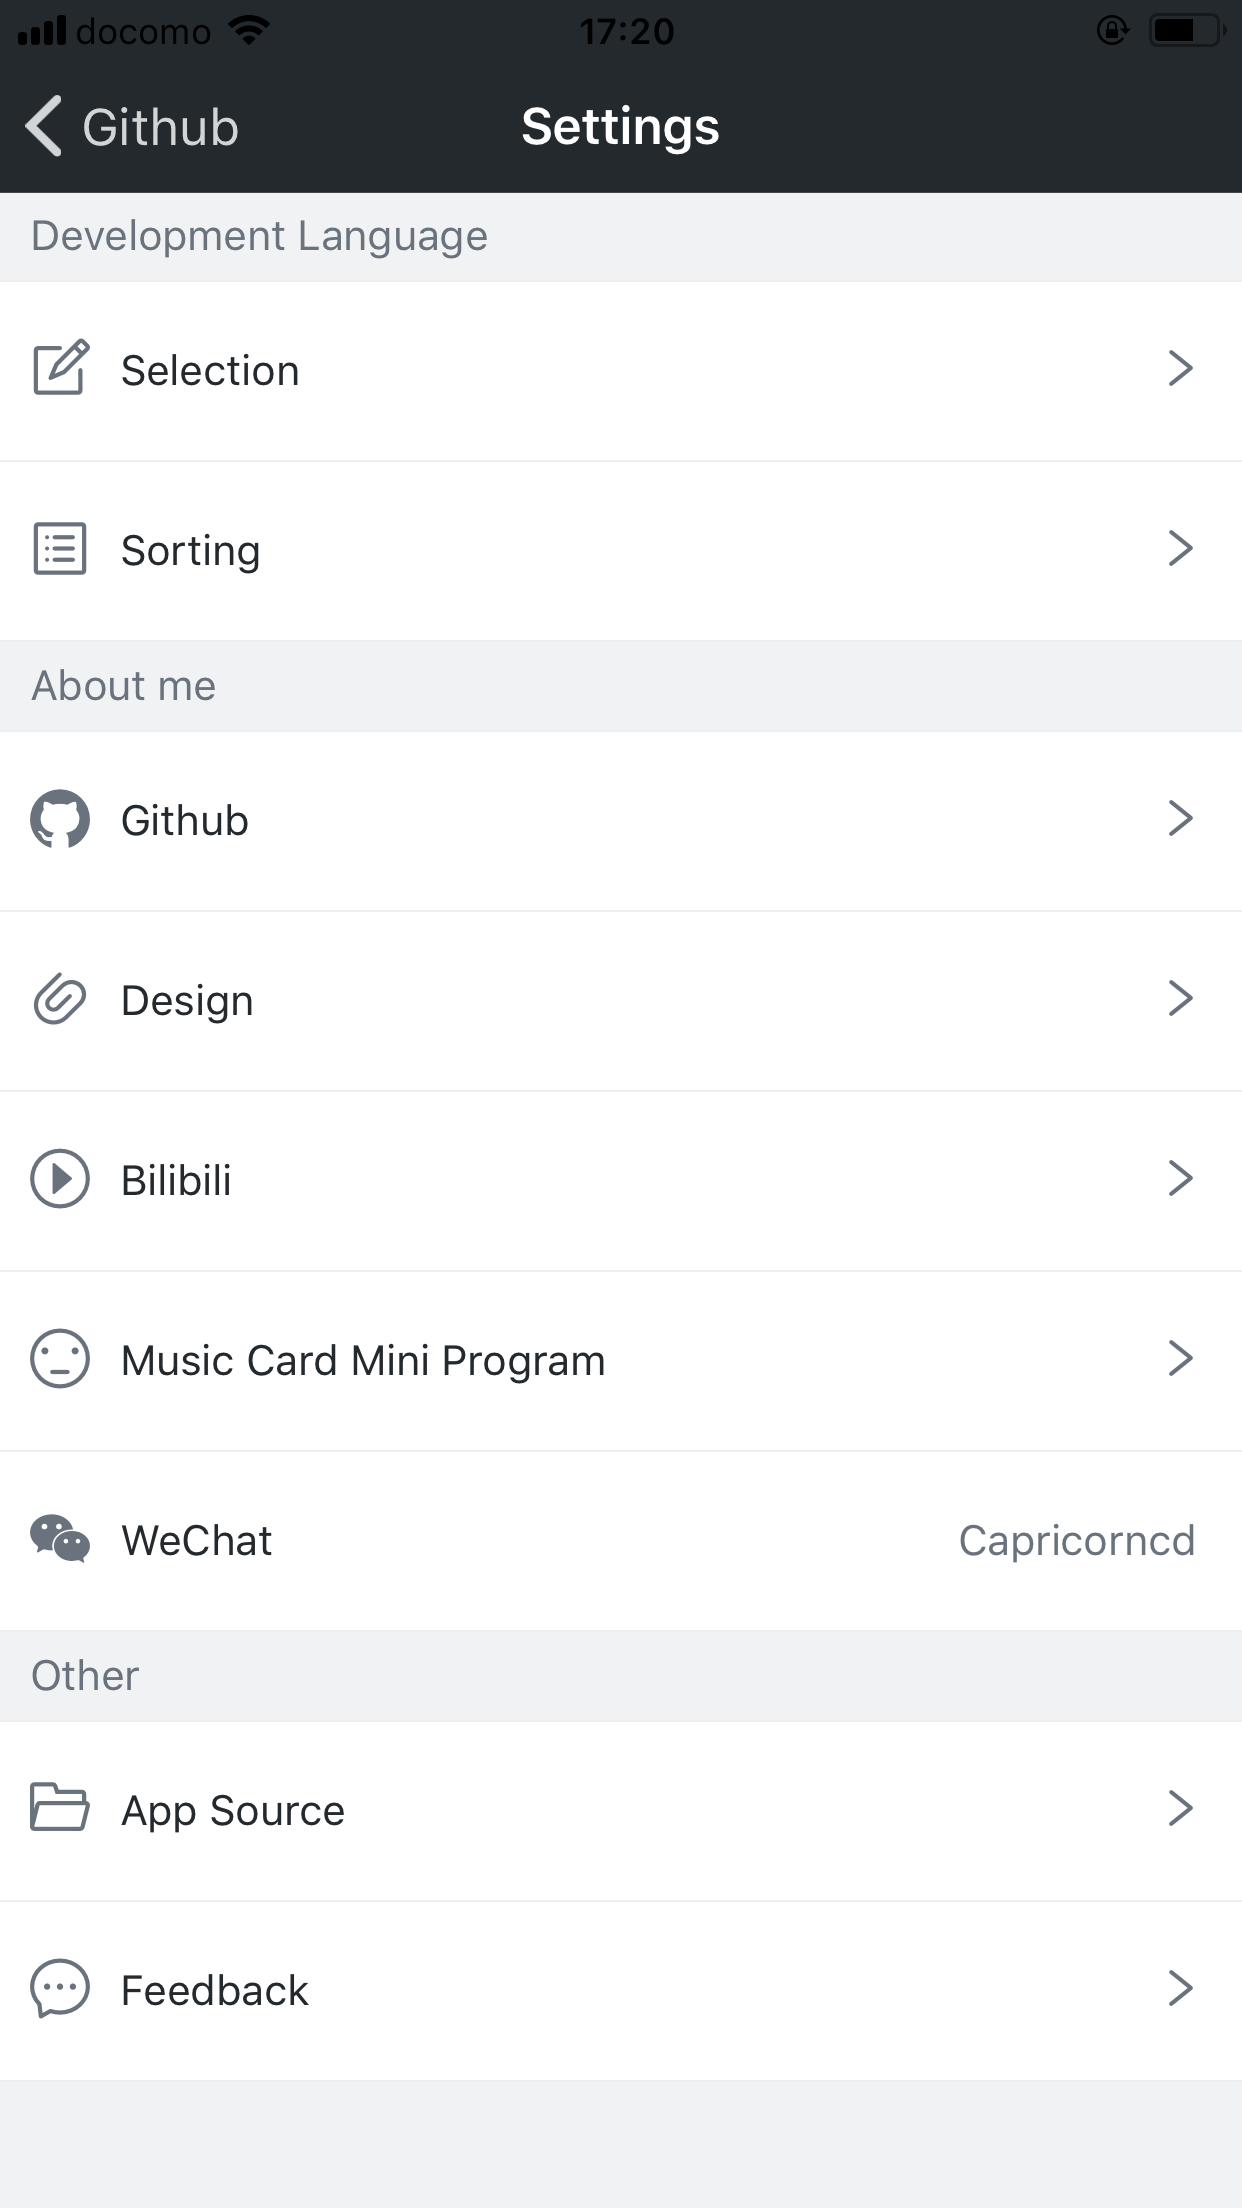 docomo 17:20
Github Settings
Development Language
Selection
Sorting
About me
Github
Design
Bilibili
Music Card Mini Program
WeChat Capricorncd
Other
App Source
Feedback